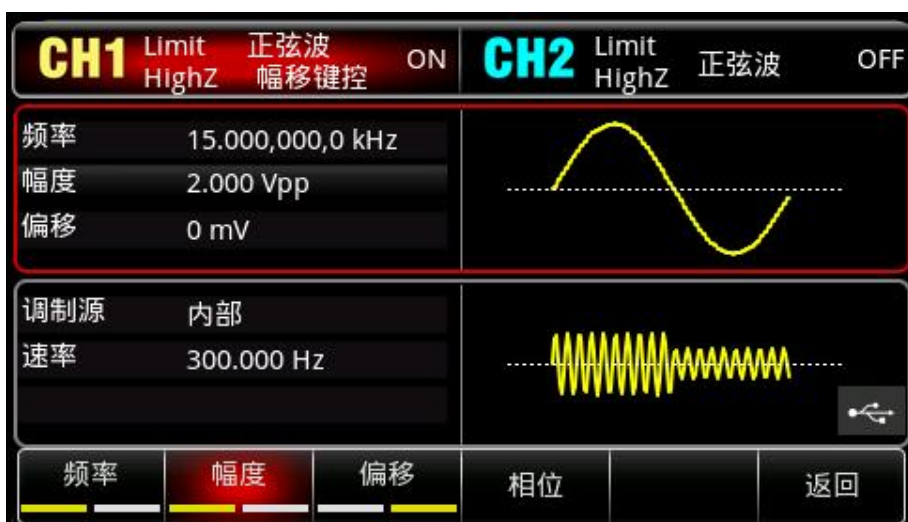 CH1 Limit 正弦波 ON
HighZ 幅移键控
CH2 Limit 正弦波 OFF
HighZ
频率 15.000,000,0 kHz
幅度 2.000 Vpp
偏移 0 mV
调制源 内部
速率 300.000 Hz
频率 幅度 偏移 相位 返回